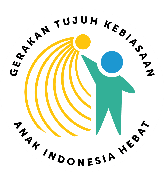 GERAKAN TUJUH KEBIASAAN
ANAK INDONESIA HEBAT